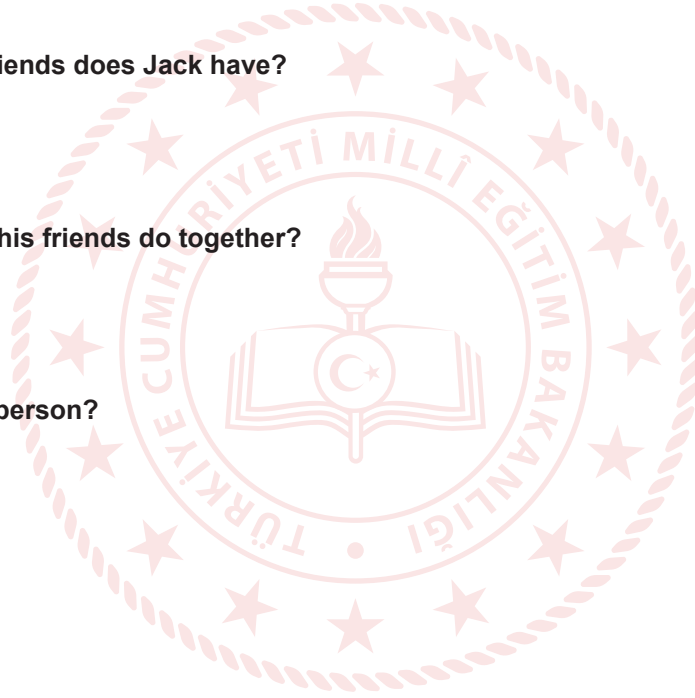 iends does Jack have?
his friends do together?
person?
TÜRKİYE CUMHURİYETİ MİLLÎ EĞİTİM BAKANLIĞI